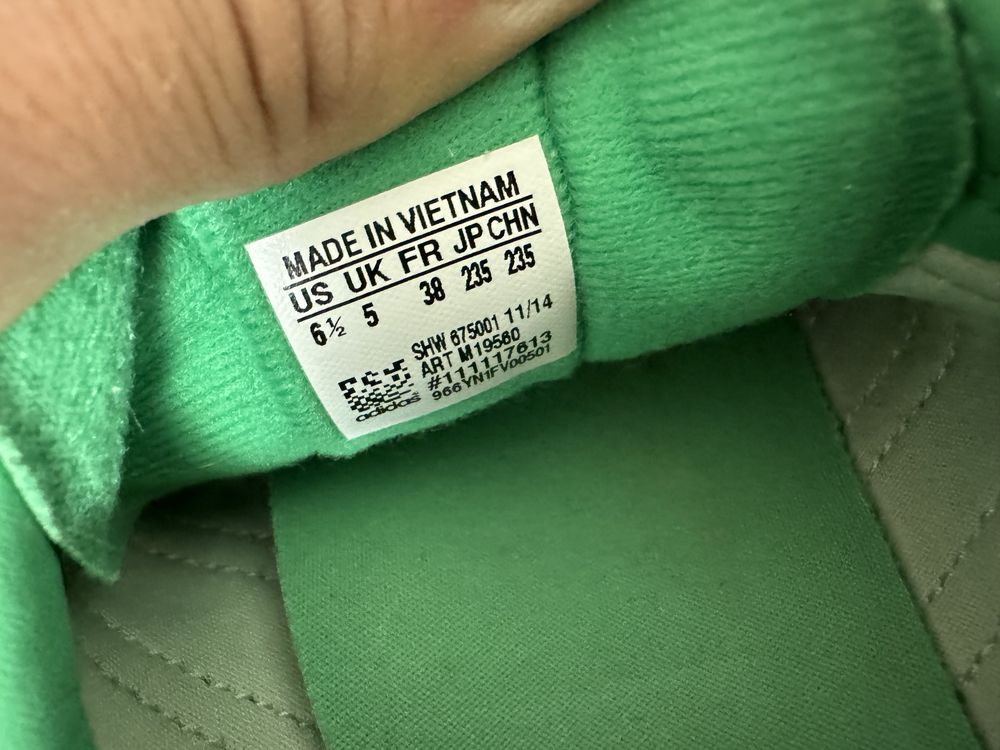 MADE IN VIETNAM
US UK FR JP CHN
6½ 5 38 235 235
SHW 675001 11/14
ART M19560
#111117613
966YN1FV00501
adidas